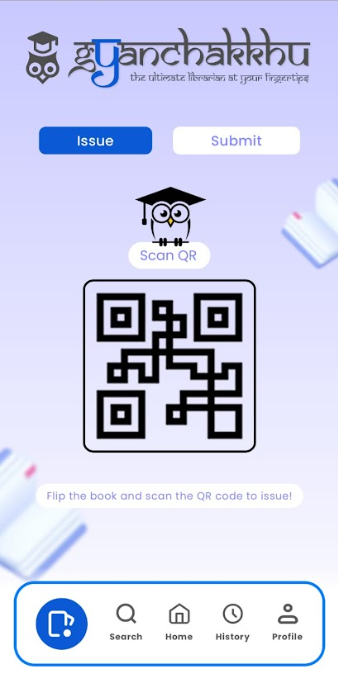 gyanchakkhu
the ultimate librarian at your fingertips
Issue
Submit
Scan QR
Flip the book and scan the QR code to issue!
Search
Home
History
Profile